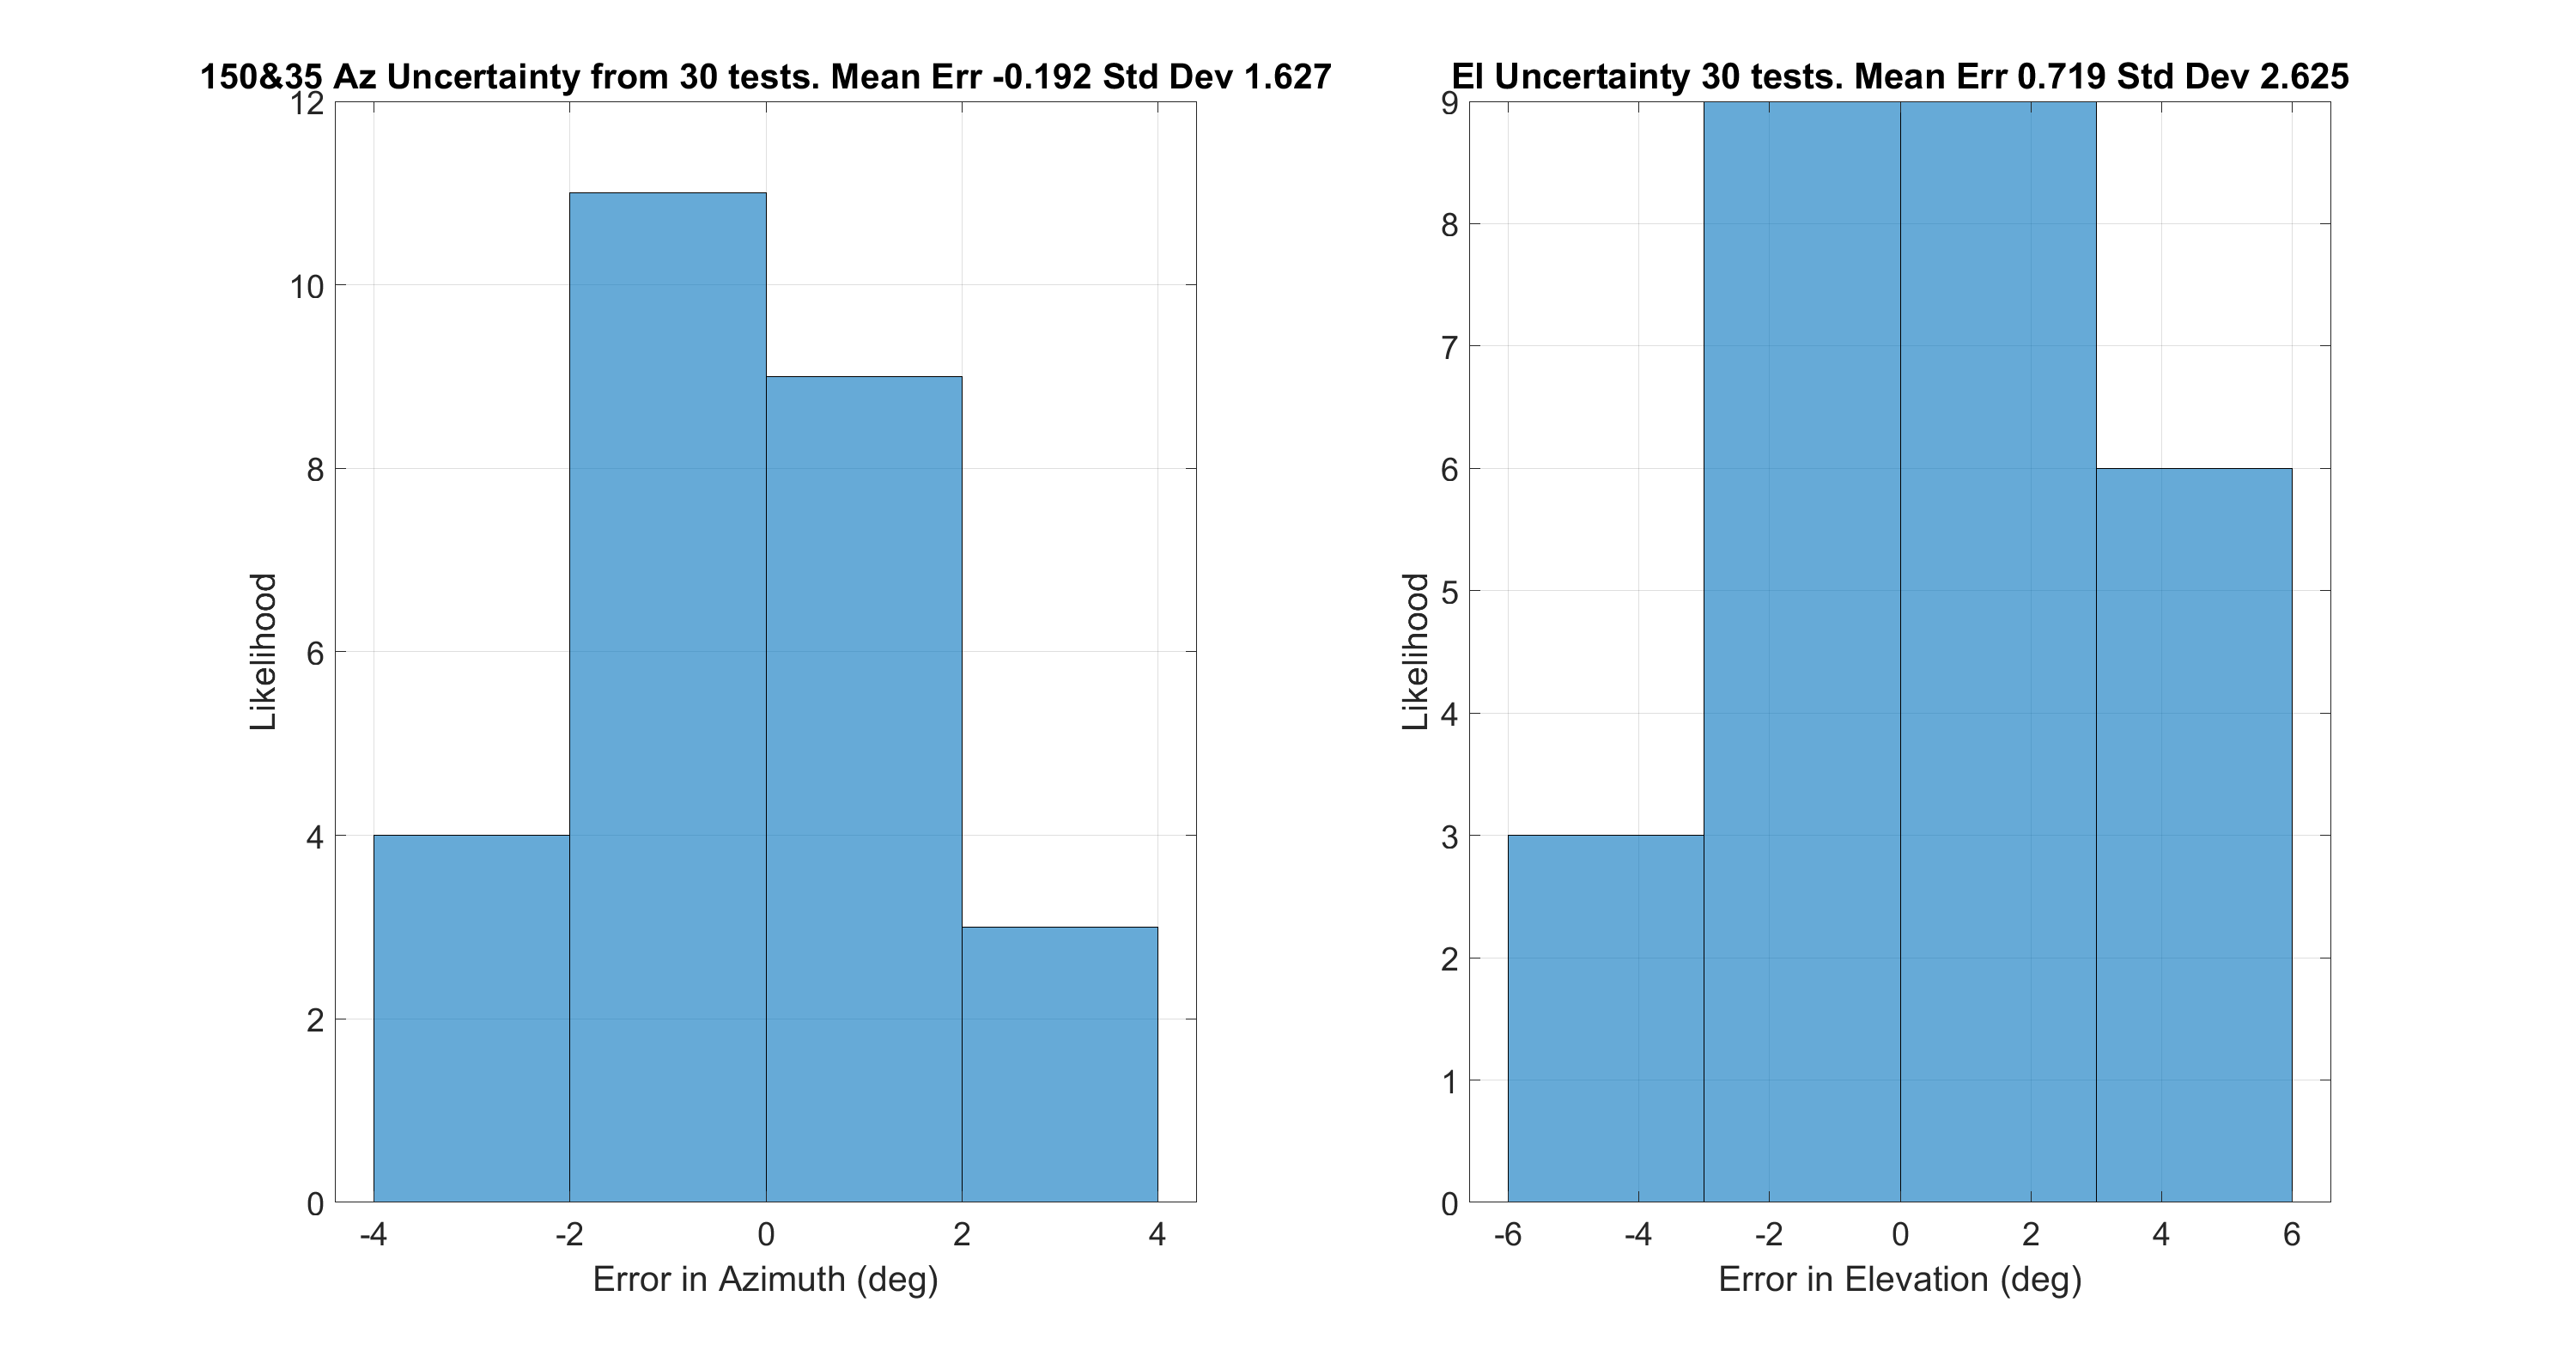 150&35 Az Uncertainty from 30 tests. Mean Err -0.192 Std Dev 1.627
12
10
8
6
4
2
0
Likelihood
-4 -2 0 2 4
Error in Azimuth (deg)
El Uncertainty 30 tests. Mean Err 0.719 Std Dev 2.625
9
8
7
6
5
4
3
2
1
0
Likelihood
-6 -4 -2 0 2 4 6
Error in Elevation (deg)